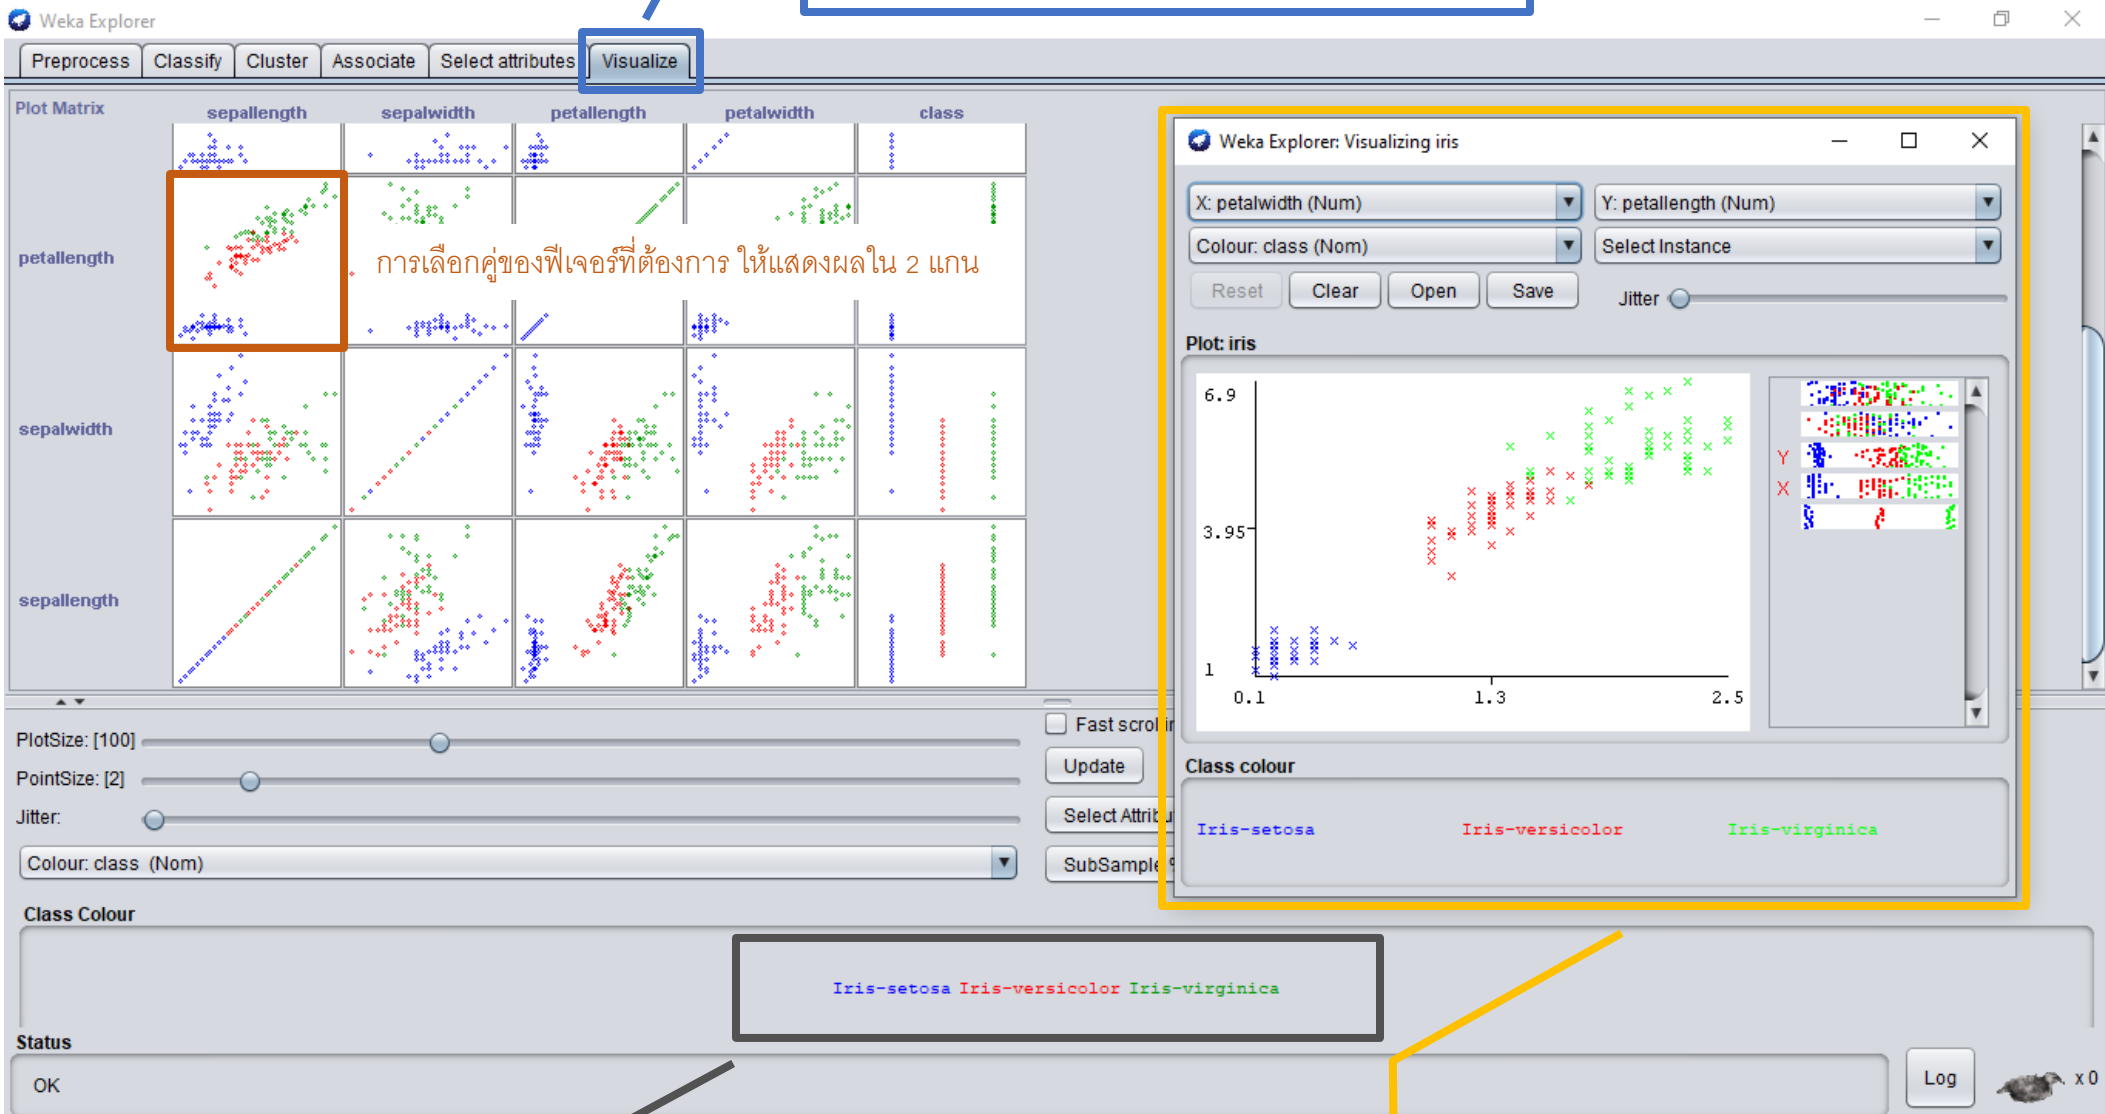 Weka Explorer
Preprocess Classify Cluster Associate Select attributes Visualize
Plot Matrix sepallength sepalwidth petallength petalwidth class
petallength
sepalwidth
sepallength
การเลือกคู่ของฟีเจอร์ที่ต้องการ ให้แสดงผลใน 2 แกน
PlotSize: [100]
PointSize: [2]
Jitter:
Colour: class (Nom)
Fast
Update
Select
SubSample
Class Colour
Iris-setosa Iris-versicolor Iris-virginica
Status
OK
Log
x 0
Weka Explorer: Visualizing iris
X: petalwidth (Num) Y: petallength (Num)
Colour: class (Nom) Select Instance
Reset Clear Open Save Jitter
Plot: iris
6.9
3.95
1
0.1 1.3 2.5
Y
X
Class colour
Iris-setosa Iris-versicolor Iris-virginica